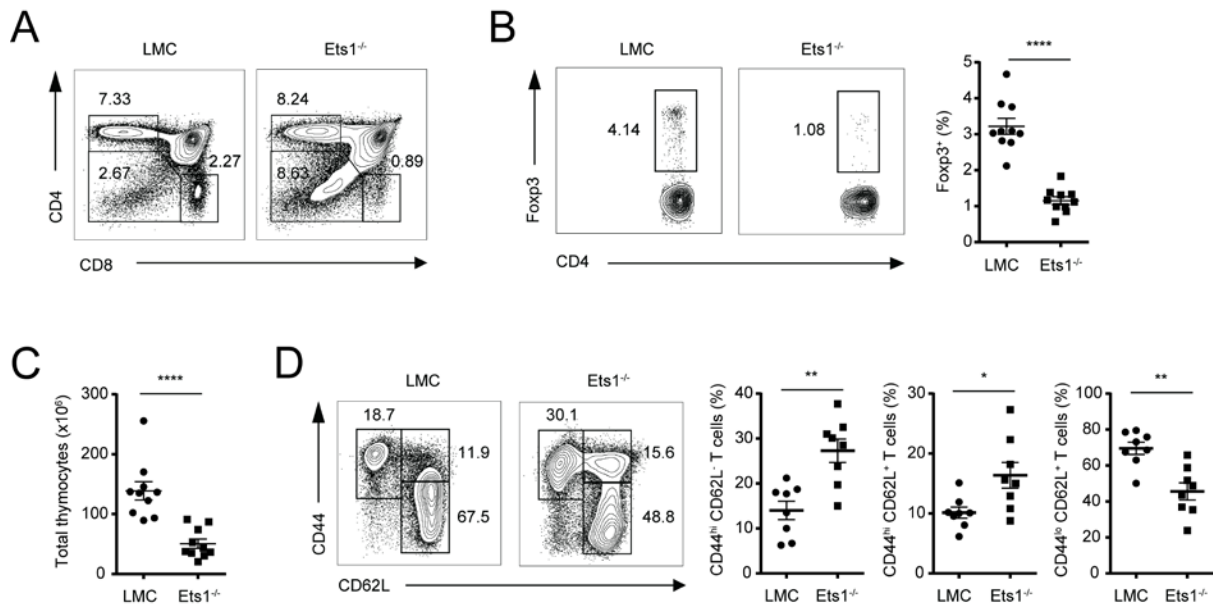 A
LMC
Ets1-/-
7.33
2.27
2.67
8.24
0.89
8.63
CD4
CD8
B
LMC
Ets1-/-
4.14
1.08
Foxp3
CD4
****
Foxp3+ (%)
5
4
3
2
1
0
LMC
Ets1-/-
C
****
Total thymocytes (x10⁶)
300
200
100
0
LMC
Ets1-/-
D
LMC
Ets1-/-
18.7
11.9
67.5
30.1
15.6
48.8
CD44
CD62L
**
CD44hi CD62L- T cells (%)
40
30
20
10
0
LMC
Ets1-/-
*
CD44hi CD62L+ T cells (%)
30
20
10
0
LMC
Ets1-/-
**
CD44lo CD62L+ T cells (%)
100
80
60
40
20
0
LMC
Ets1-/-